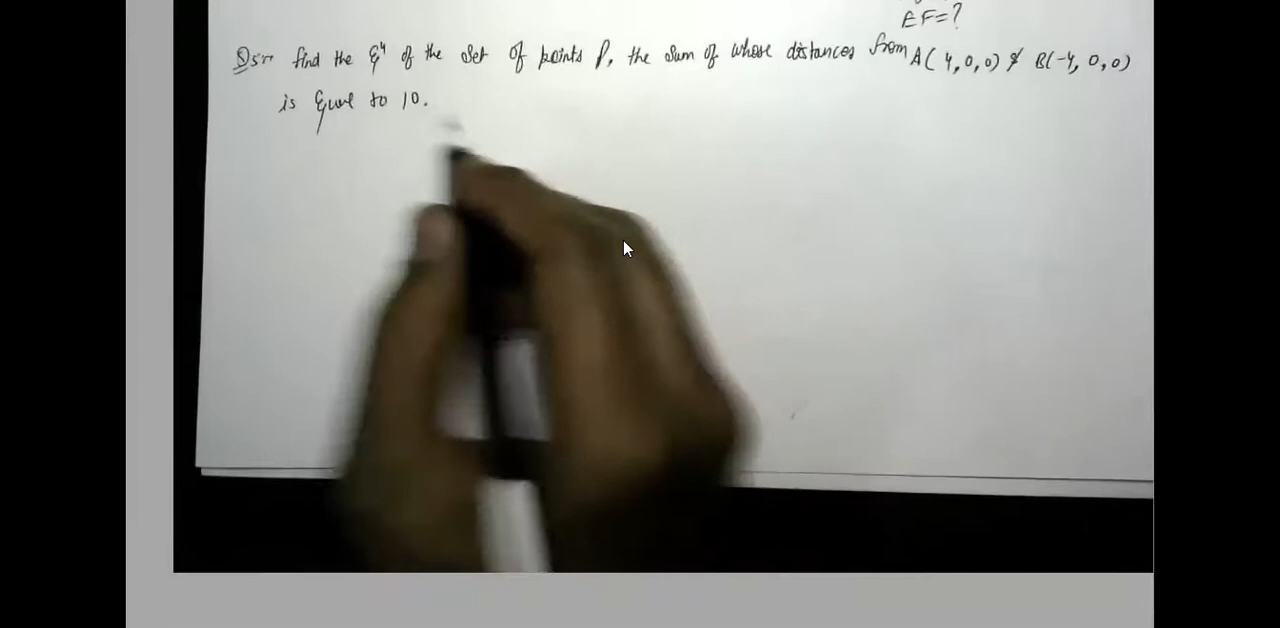 EF=?
Q5:- find the Eqⁿ of the Set of points P, the sum of whose distances from A(4,0,0) & B(-4,0,0)
is Equal to 10.